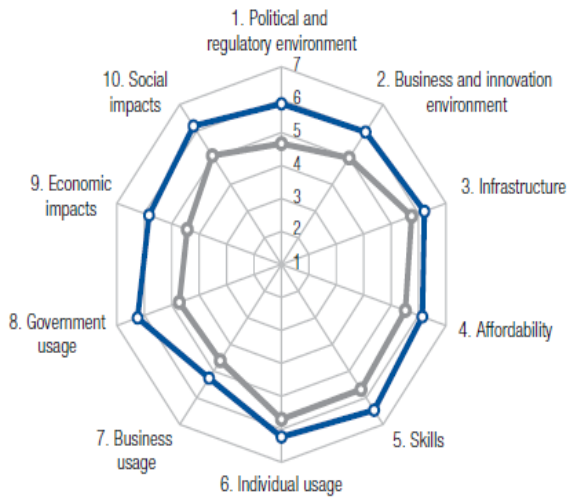 1. Political and
regulatory environment
2. Business and innovation
environment
3. Infrastructure
4. Affordability
5. Skills
6. Individual usage
7. Business
usage
8. Government
usage
9. Economic
impacts
10. Social
impacts
7
6
5
4
3
2
1